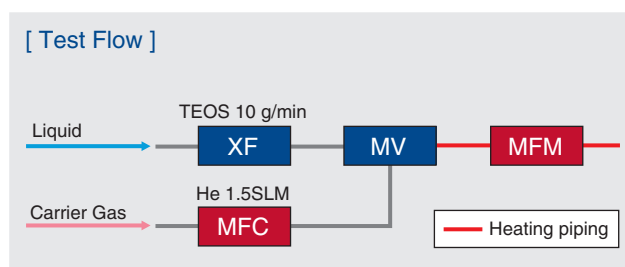 [ Test Flow ]
TEOS 10 g/min
Liquid
XF
MV
MFM
He 1.5SLM
Carrier Gas
MFC
Heating piping